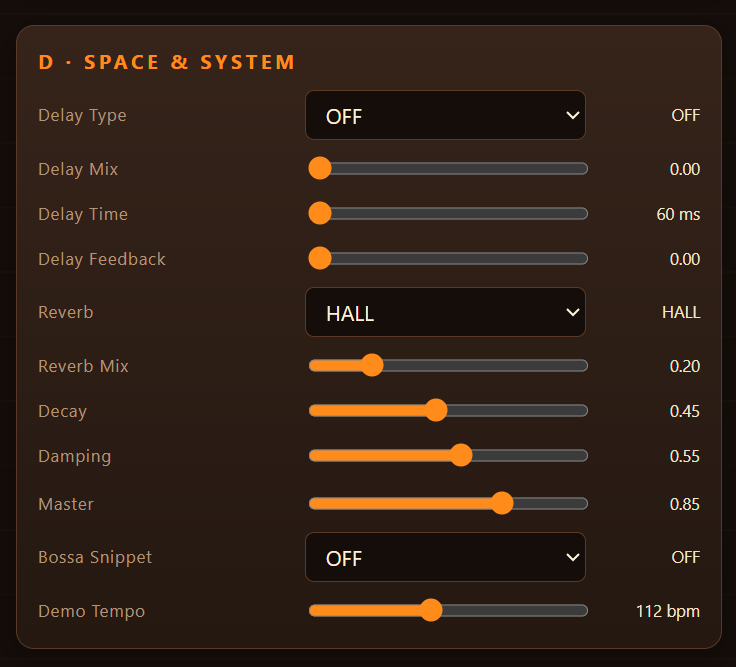 D · SPACE & SYSTEM
Delay Type OFF OFF
Delay Mix 0.00
Delay Time 60 ms
Delay Feedback 0.00
Reverb HALL HALL
Reverb Mix 0.20
Decay 0.45
Damping 0.55
Master 0.85
Bossa Snippet OFF OFF
Demo Tempo 112 bpm